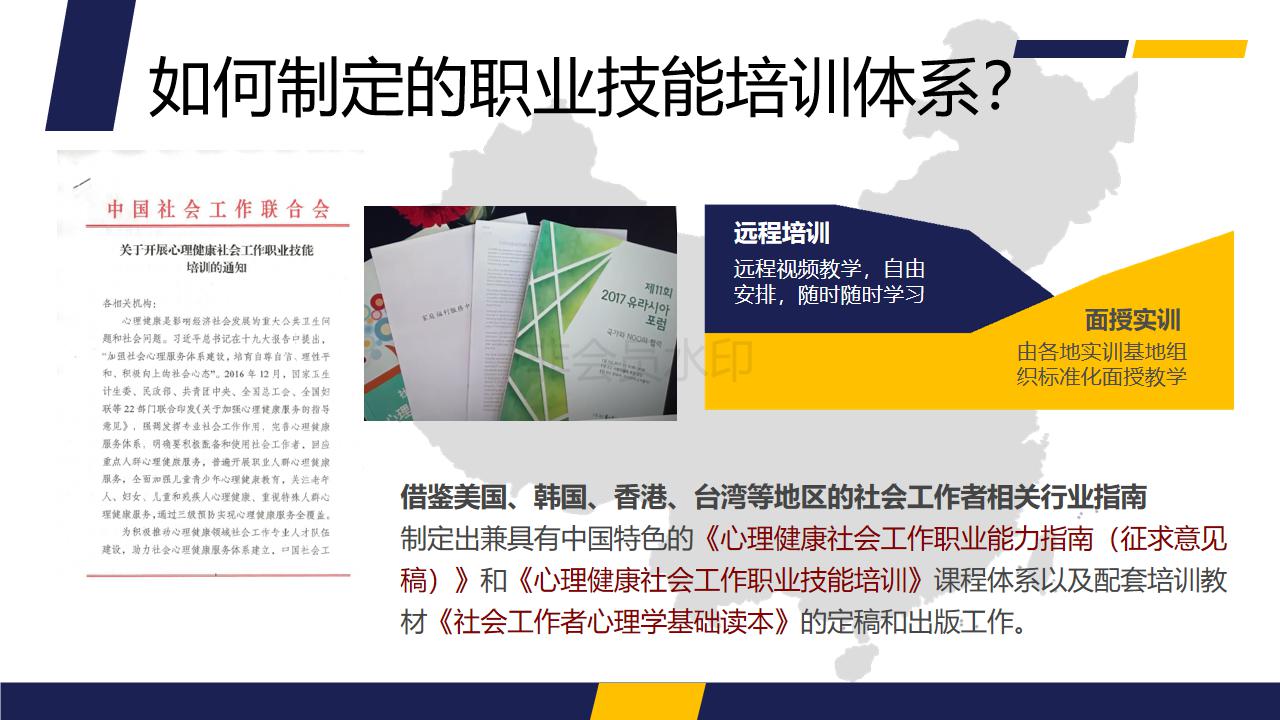 如何制定的职业技能培训体系？
中国社会工作联合会
关于开展心理健康社会工作职业技能
培训的通知
各相关机构：
心理健康是影响经济社会发展的重大公共卫生问
题和社会问题。习近平总书记在十九大报告中提出，
“加强社会心理服务体系建设，培育自尊自信、理性平
和、积极向上的社会心态”。2016 年 12 月，国家卫生
计生委、民政部、共青团中央、全国总工会、全国妇
联等 22 部门联合印发《关于加强心理健康服务的指导
意见》，强调发挥专业社会工作作用，完善心理健康
服务体系，明确要积极配备和使用社会工作者，回应
重点人群心理健康服务，普遍开展职业人群心理健康
服务，全面加强儿童青少年心理健康教育，关注老年
人、妇女、儿童和残疾人心理健康、重视特殊人群心
理健康服务，通过三级预防实现心理健康服务全覆盖。
为积极推动心理健康领域社会工作专业人才队伍
建设，助力社会心理健康服务体系建立，中国社会工
제11회
2017 유라시아
포럼
국가와 NGO의 협력
非会员水印
远程培训
远程视频教学，自由
安排，随时随时学习
面授实训
由各地实训基地组
织标准化面授教学
借鉴美国、韩国、香港、台湾等地区的社会工作者相关行业指南
制定出兼具有中国特色的《心理健康社会工作职业能力指南（征求意见
稿）》和《心理健康社会工作职业技能培训》课程体系以及配套培训教
材《社会工作者心理学基础读本》的定稿和出版工作。